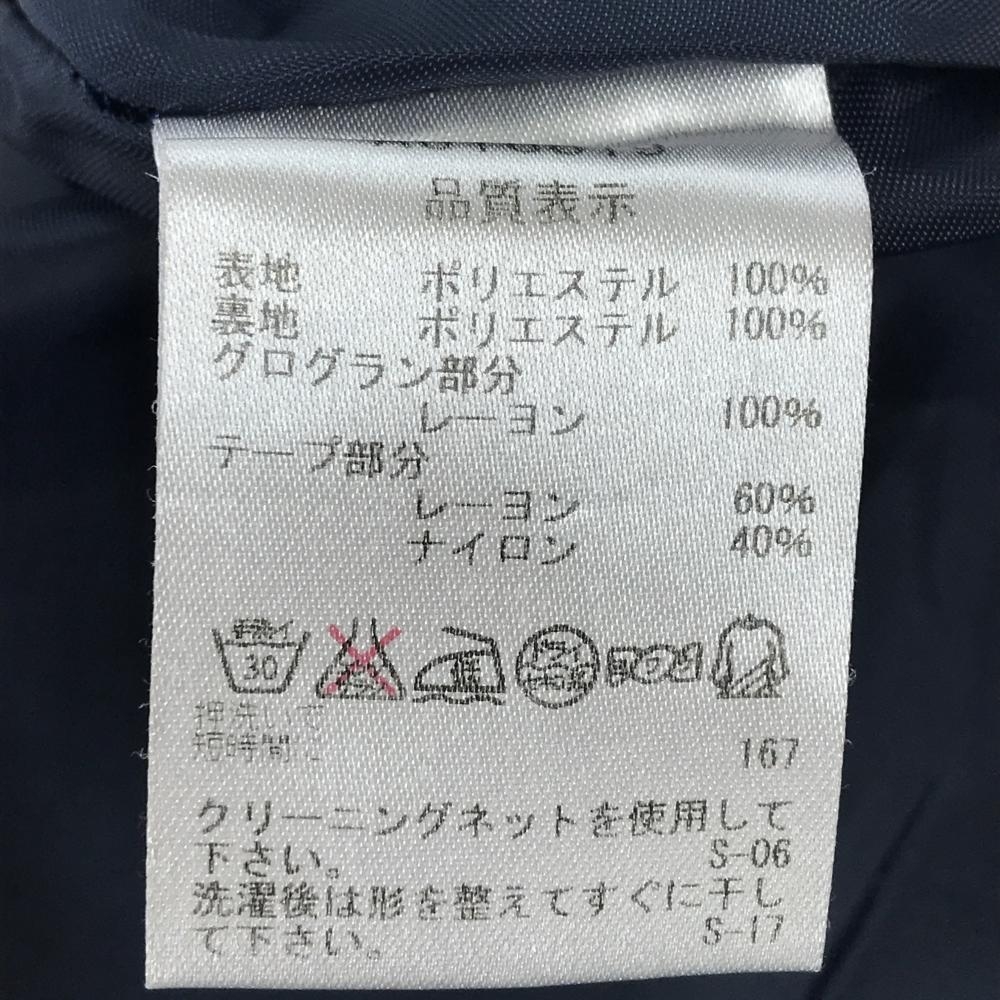 品質表示
表地 ポリエステル 100%
裏地 ポリエステル 100%
グログラン部分
レーヨン 100%
テープ部分
レーヨン 60%
ナイロン 40%
30 中 ドライ
押洗いで
短時間に 167
クリーニングネットを使用して
下さい。 S-06
洗濯後は形を整えてすぐに干し
て下さい。 S-17